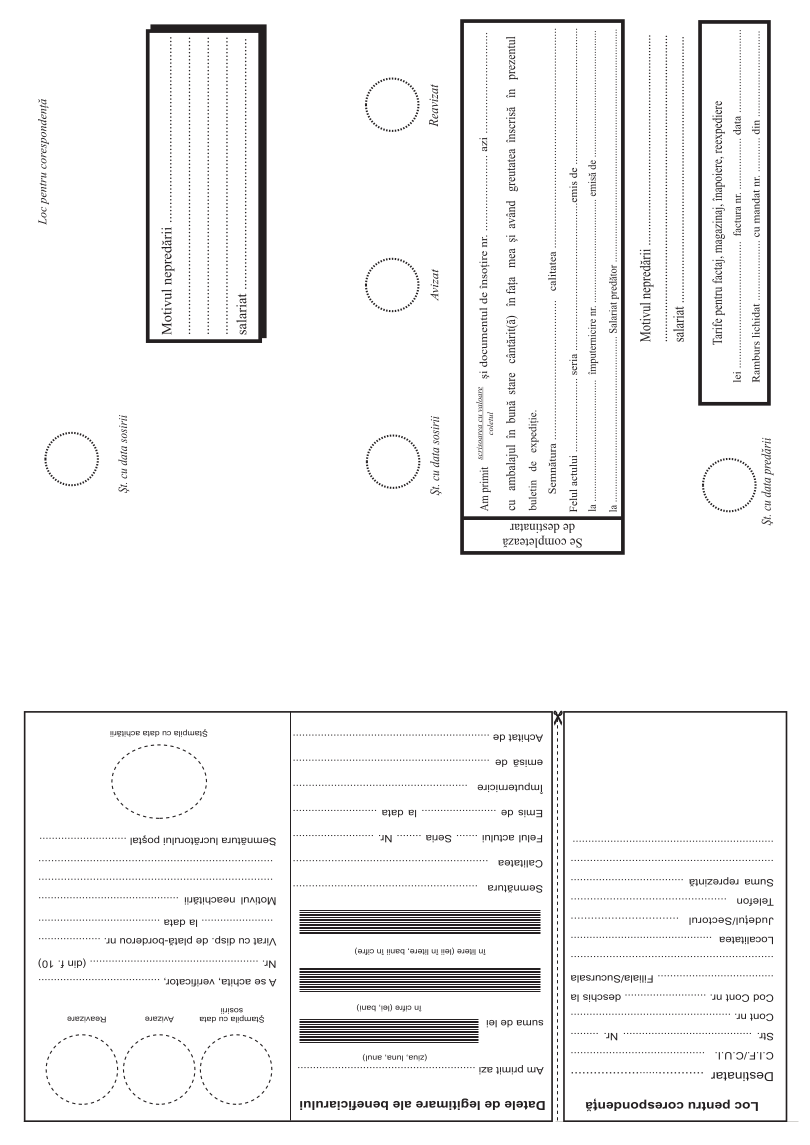 Loc pentru corespondență
Șt. cu data sosirii
Motivul nepredării ................
................
................
................
salariat ................
Reavizat
Avizat
Șt. cu data sosirii
Se completează
de destinatar
Am primit scrisoarea cu valoare
coletul
și documentul de însoțire nr. ................ azi ................
cu ambalajul în bună stare cântărit(ă) în fața mea și având greutatea înscrisă în prezentul
buletin de expediție.
Semnătura ................ calitatea ................
Felul actului ................ seria ................ emis de ................
la ................ împuternicire nr. ................ emisă de ................
la ................ Salariat predător ................
Motivul nepredării ................
................
salariat ................
Tarife pentru factaj, magazinaj, înapoiere, reexpediere
lei ................ factura nr. ................ data ................
Ramburs lichidat ................ cu mandat nr. ................ din ................
Șt. cu data predării
Loc pentru corespondență
Destinatar ................
C.I.F/C.U.I. ................
Str. ................ Nr. ........
Cont nr. ................
Cod Cont nr. ................ deschis la
................ Filiala/Sucursala
................
Localitatea ................
Județul/Sectorul ................
Telefon ................
Suma reprezintă ................
................
................
Datele de legitimare ale beneficiarului
Am primit azi ................
(ziua, luna, anul)
suma de lei
în cifre (lei, bani)
în litere (leii în litere, banii în cifre)
Semnătura ................
Calitatea ................
Felul actului ...... Seria ....... Nr. ................
Emis de ................ la data ................
Împuternicire ................
emisă de ................
Achitat de ................
Ștampila cu data
sosirii
Avizare
Reavizare
A se achita, verificator, ................
Nr. ................ (din f. 10)
Virat cu disp. de plată-borderou nr. ................
................ la data ................
Motivul neachitării ................
................
................
Semnătura lucrătorului poștal ................
Ștampila cu data achitării